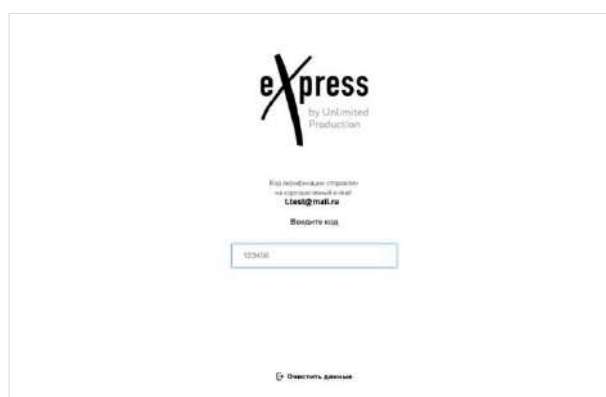 eXpress
by Unlimited
Production
Код верификации отправлен
на корпоративный e-mail
t.test@mail.ru
Введите код
123456
Очистить данные